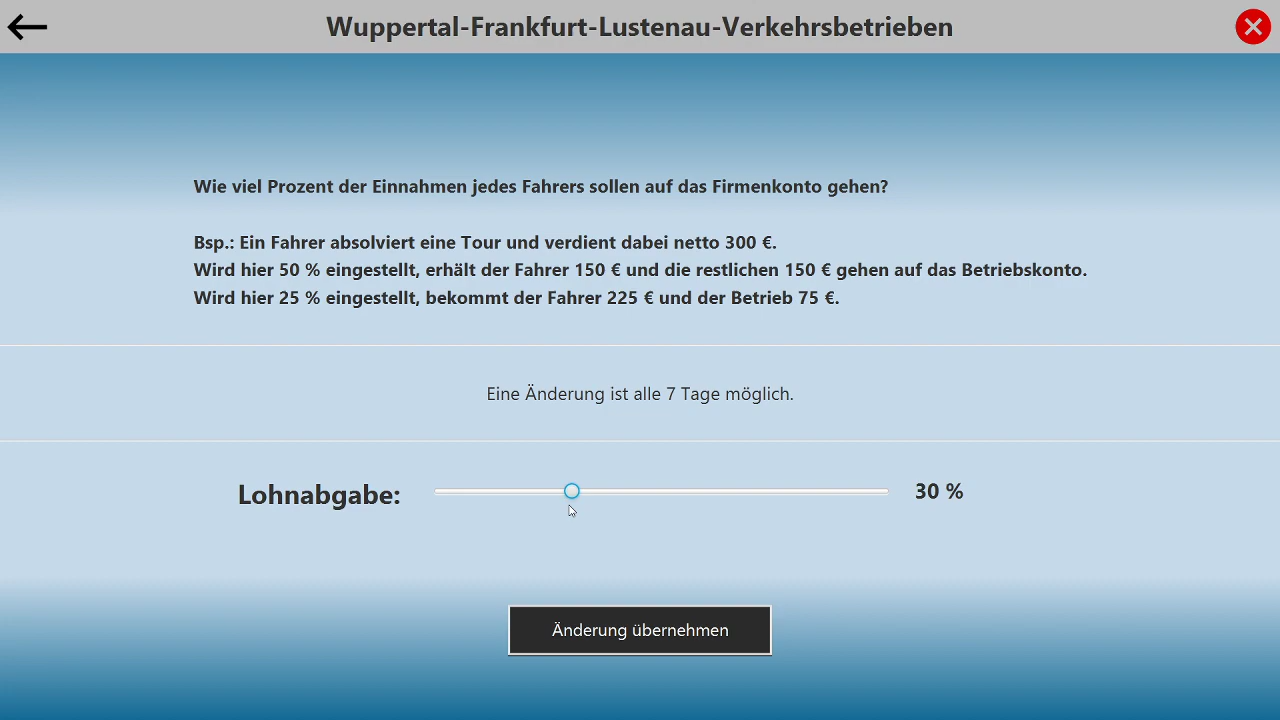 Wuppertal-Frankfurt-Lustenau-Verkehrsbetrieben
Wie viel Prozent der Einnahmen jedes Fahrers sollen auf das Firmenkonto gehen?
Bsp.: Ein Fahrer absolviert eine Tour und verdient dabei netto 300 €.
Wird hier 50 % eingestellt, erhält der Fahrer 150 € und die restlichen 150 € gehen auf das Betriebskonto.
Wird hier 25 % eingestellt, bekommt der Fahrer 225 € und der Betrieb 75 €.
Eine Änderung ist alle 7 Tage möglich.
Lohnabgabe: 30 %
Änderung übernehmen